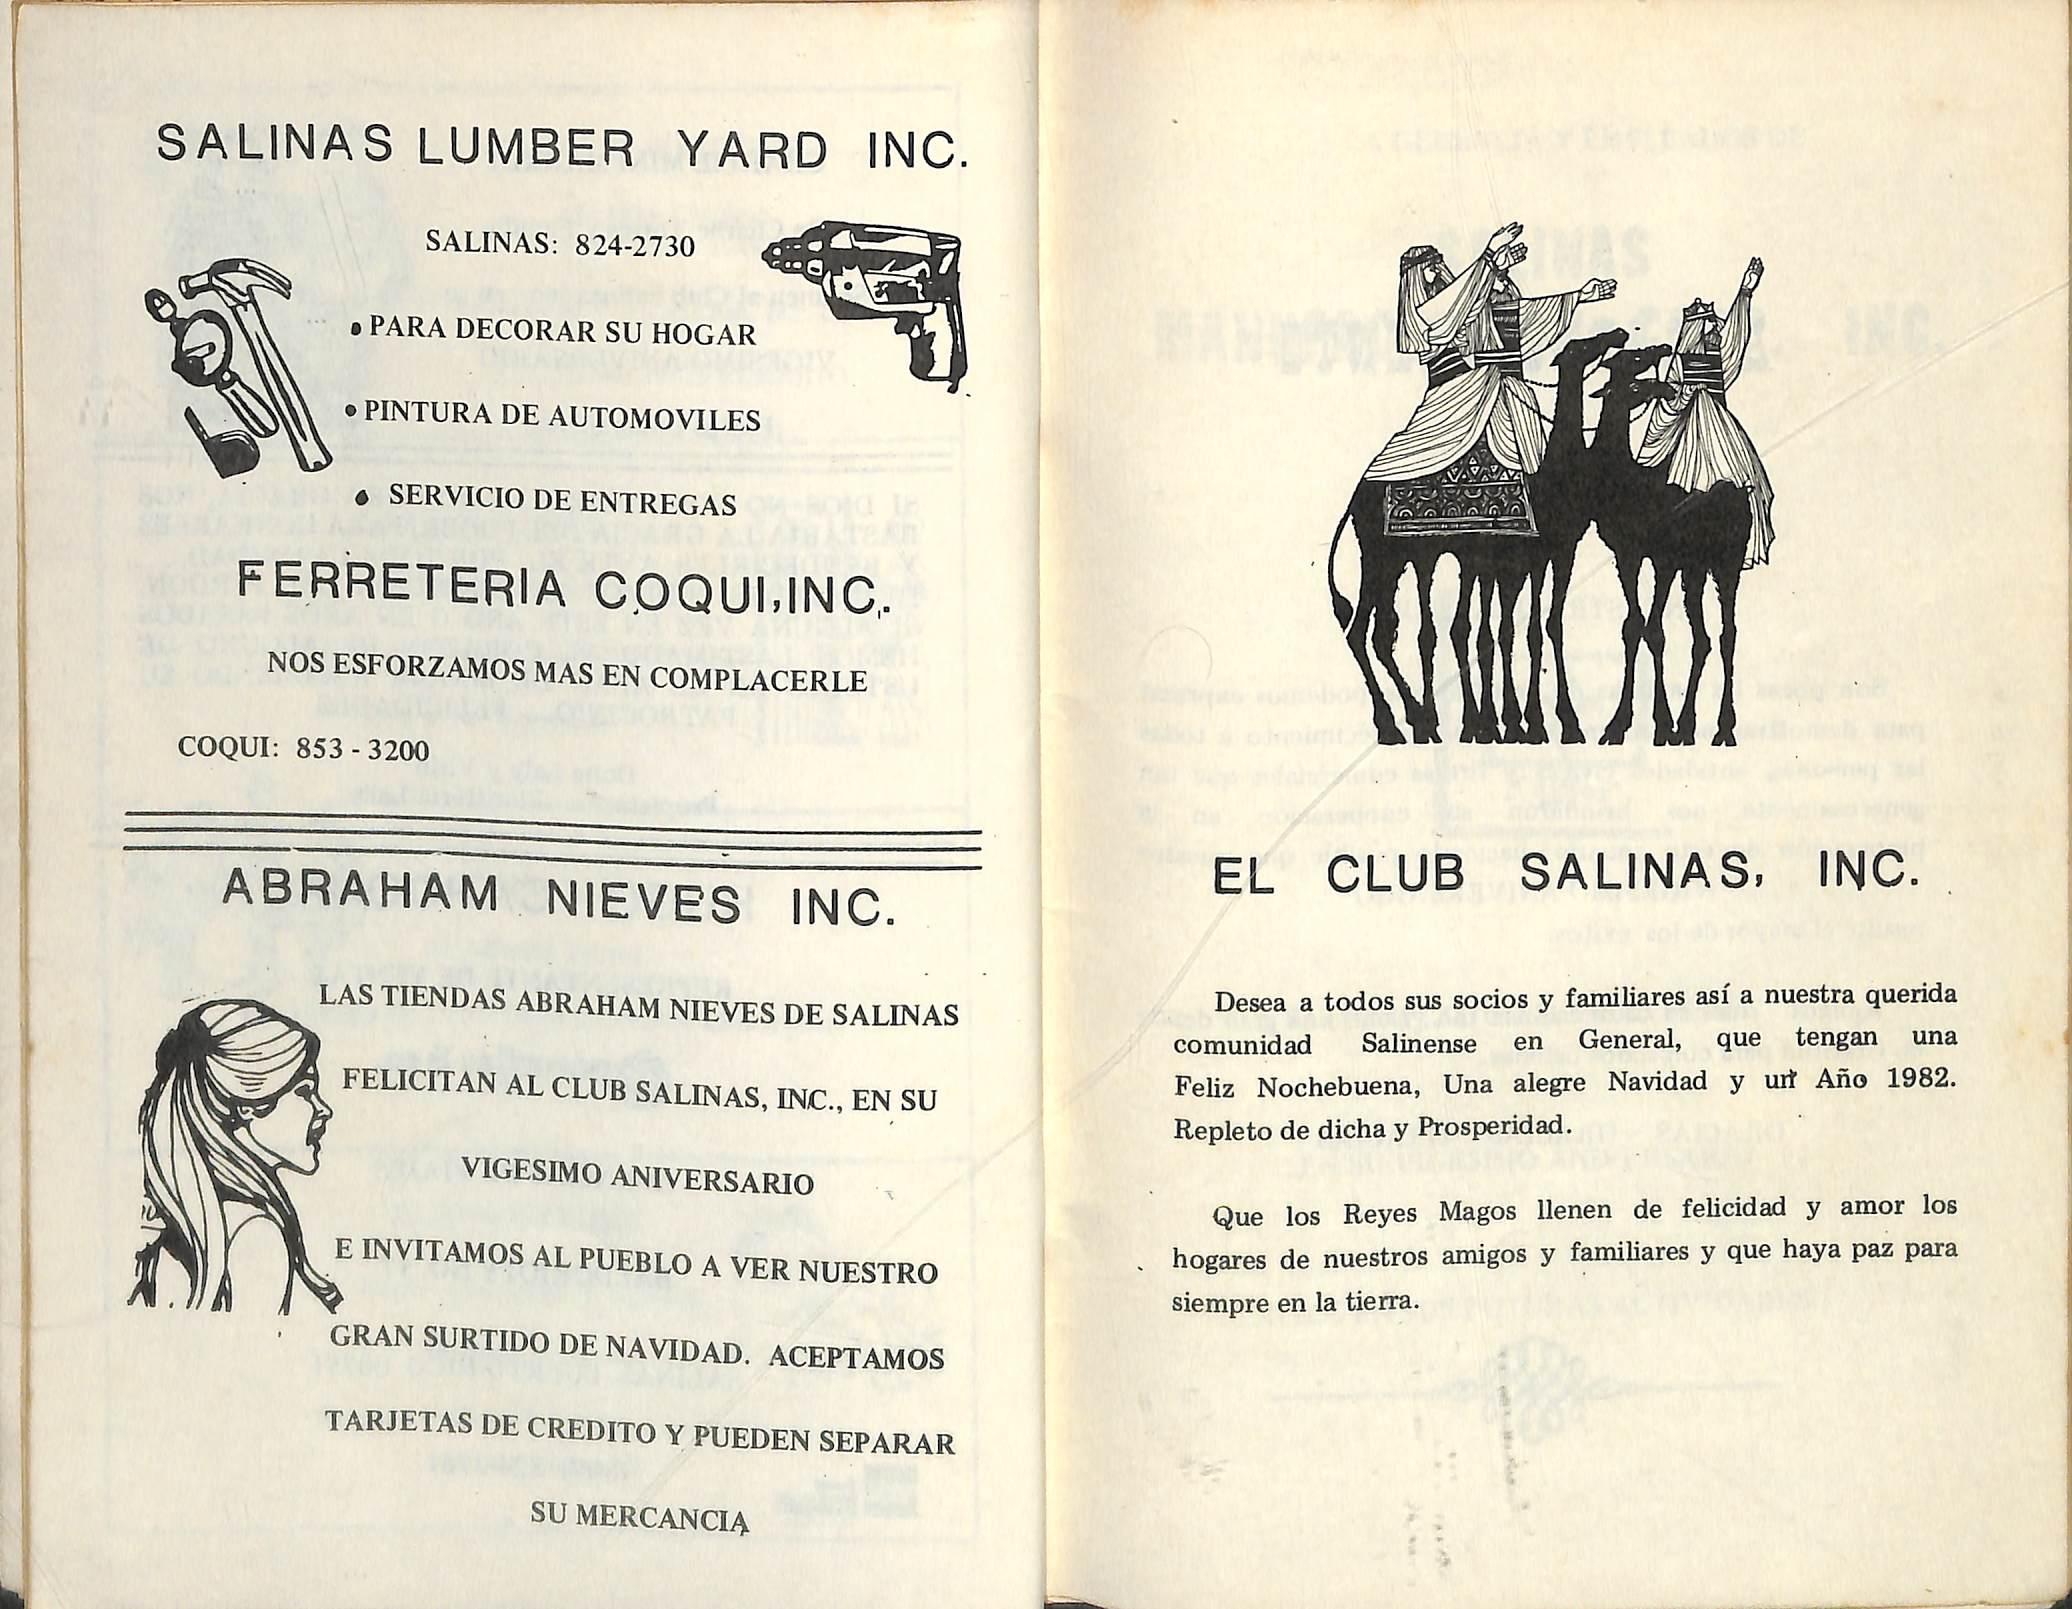 SALINAS LUMBER YARD INC.
SALINAS: 824-2730
• PARA DECORAR SU HOGAR
• PINTURA DE AUTOMOVILES
• SERVICIO DE ENTREGAS
FERRETERIA COQUI, INC.
NOS ESFORZAMOS MAS EN COMPLACERLE
COQUI: 853 - 3200
ABRAHAM NIEVES INC.
LAS TIENDAS ABRAHAM NIEVES DE SALINAS
FELICITAN AL CLUB SALINAS, INC., EN SU
VIGESIMO ANIVERSARIO
E INVITAMOS AL PUEBLO A VER NUESTRO
GRAN SURTIDO DE NAVIDAD. ACEPTAMOS
TARJETAS DE CREDITO Y PUEDEN SEPARAR
SU MERCANCIA
EL CLUB SALINAS, INC.
Desea a todos sus socios y familiares así a nuestra querida
comunidad Salinense en General, que tengan una
Feliz Nochebuena, Una alegre Navidad y un Año 1982.
Repleto de dicha y Prosperidad.
Que los Reyes Magos llenen de felicidad y amor los
hogares de nuestros amigos y familiares y que haya paz para
siempre en la tierra.